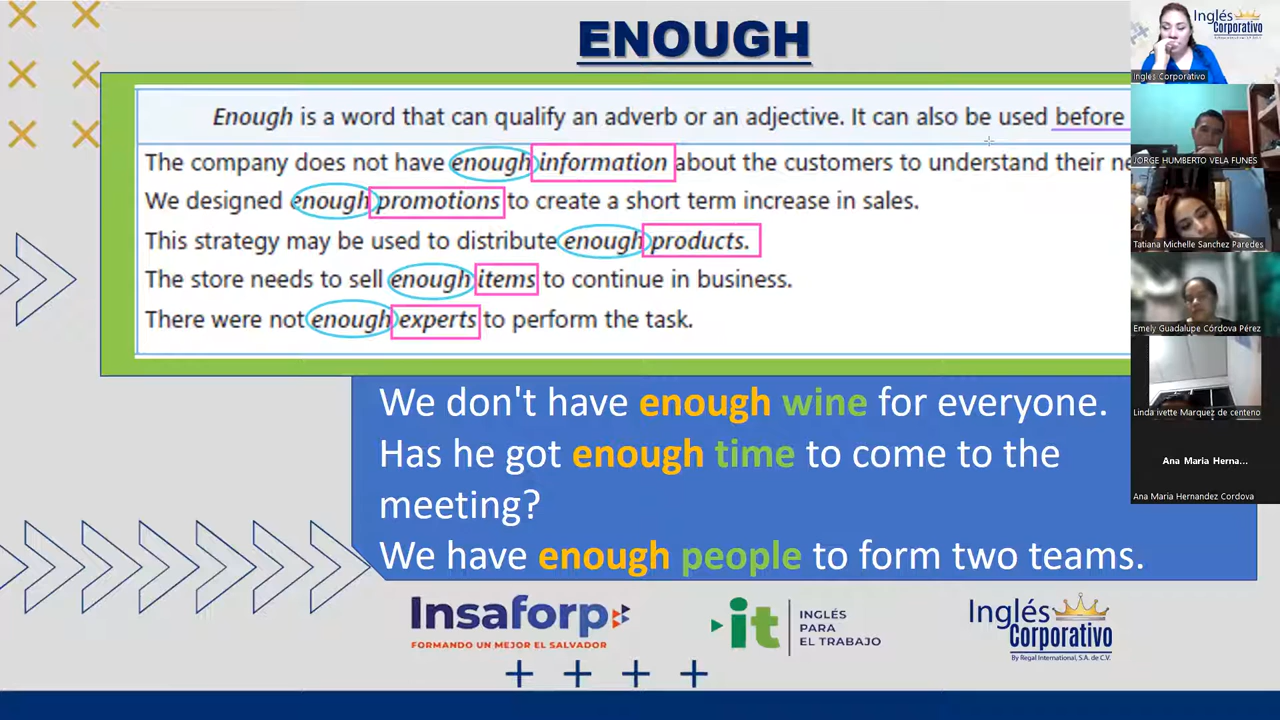 ENOUGH
Enough is a word that can qualify an adverb or an adjective. It can also be used before
The company does not have enough information about the customers to understand their
We designed enough promotions to create a short term increase in sales.
This strategy may be used to distribute enough products.
The store needs to sell enough items to continue in business.
There were not enough experts to perform the task.
We don't have enough wine for everyone.
Has he got enough time to come to the
meeting?
We have enough people to form two teams.
Insaforp
FORMANDO UN MEJOR EL SALVADOR
it
INGLÉS
PARA
EL TRABAJO
Inglés
Corporativo
By Regal International, S.A. de C.V.
Inglés
Corporativo
Inglés Corporativo
JORGE HUMBERTO VELA FUNES
Tatiana Michelle Sanchez Paredes
Emely Guadalupe Córdova Pérez
Linda ivette Marquez de centeno
Ana Maria Herna...
Ana Maria Hernandez Cordova